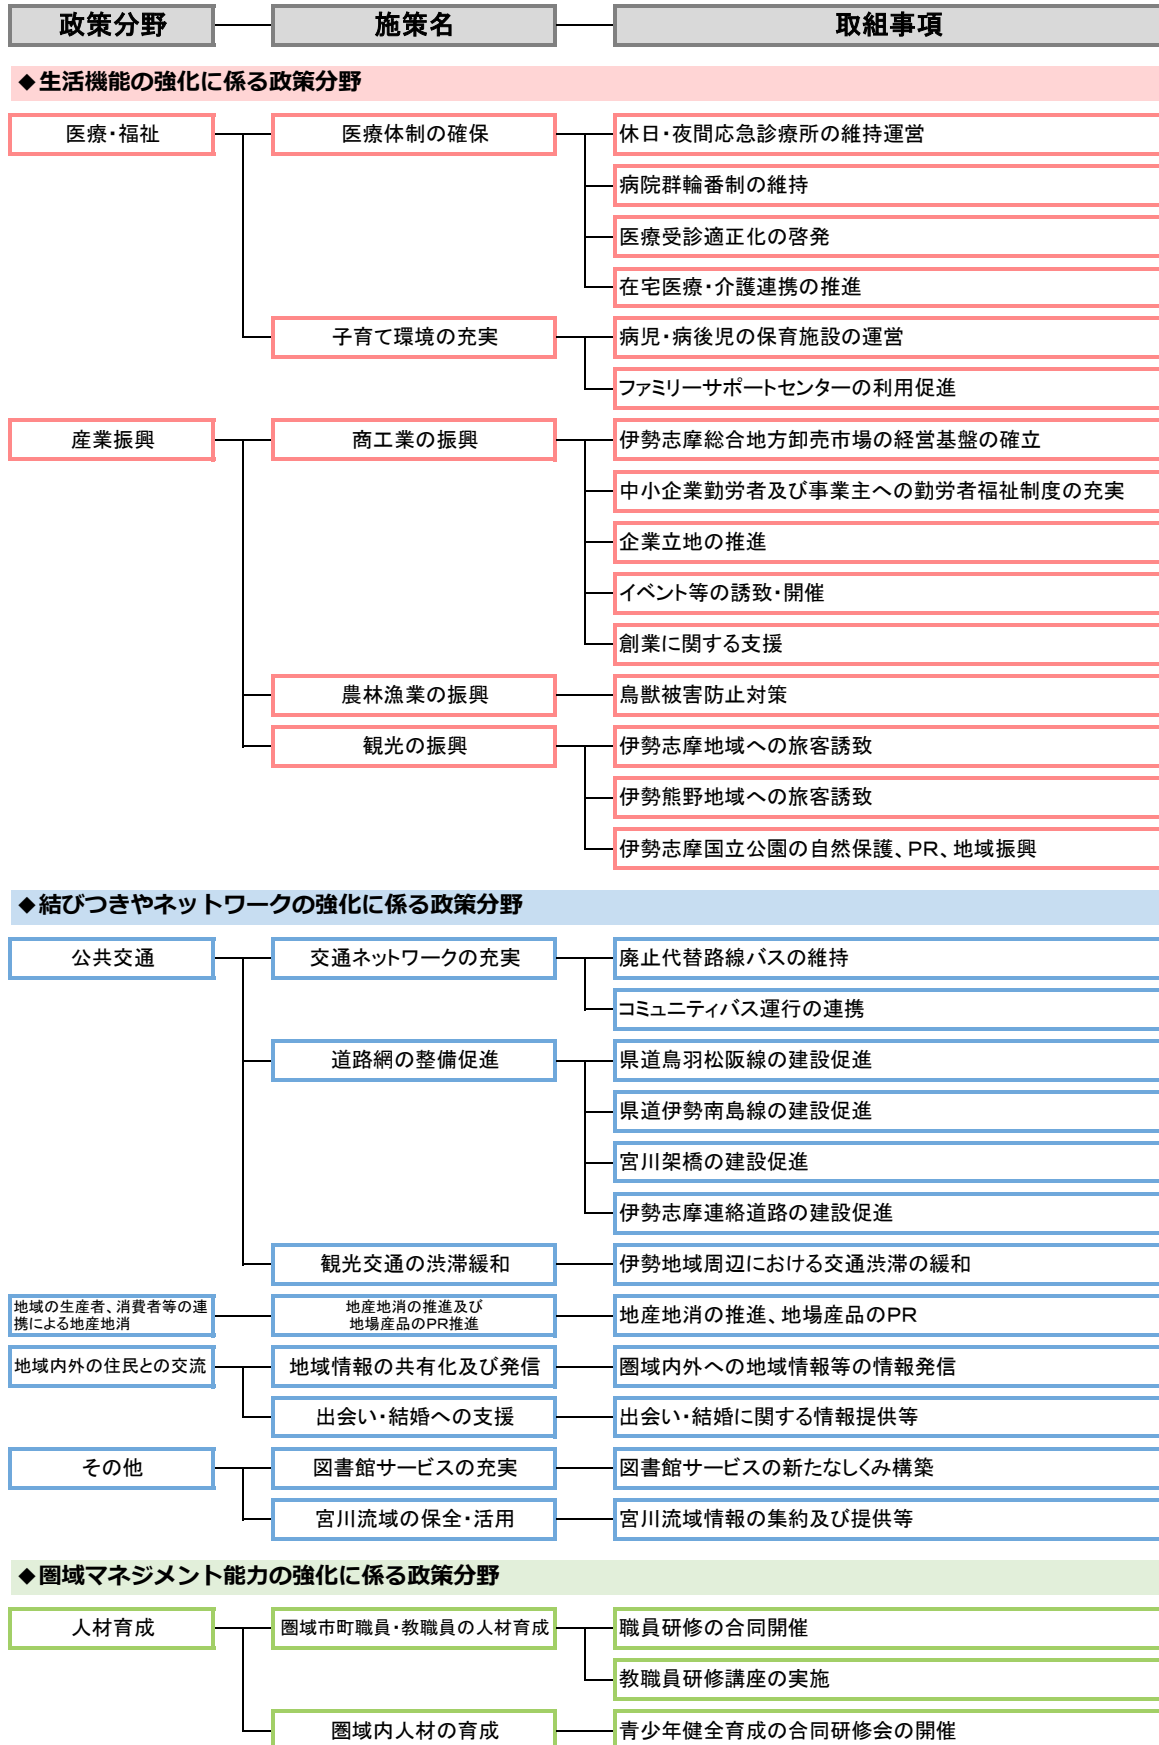 政策分野
施策名
取組事項
◆生活機能の強化に係る政策分野
医療・福祉
医療体制の確保
休日・夜間応急診療所の維持運営
病院群輪番制の維持
医療受診適正化の啓発
在宅医療・介護連携の推進
子育て環境の充実
病児・病後児の保育施設の運営
ファミリーサポートセンターの利用促進
産業振興
商工業の振興
伊勢志摩総合地方卸売市場の経営基盤の確立
中小企業勤労者及び事業主への勤労者福祉制度の充実
企業立地の推進
イベント等の誘致・開催
創業に関する支援
農林漁業の振興
鳥獣被害防止対策
観光の振興
伊勢志摩地域への旅客誘致
伊勢熊野地域への旅客誘致
伊勢志摩国立公園の自然保護、PR、地域振興
◆結びつきやネットワークの強化に係る政策分野
公共交通
交通ネットワークの充実
廃止代替路線バスの維持
コミュニティバス運行の連携
道路網の整備促進
県道鳥羽松阪線の建設促進
県道伊勢南島線の建設促進
宮川架橋の建設促進
伊勢志摩連絡道路の建設促進
観光交通の渋滞緩和
伊勢地域周辺における交通渋滞の緩和
地域の生産者、消費者等の連
携による地産地消
地産地消の推進及び
地場産品のPR推進
地産地消の推進、地場産品のPR
地域内外の住民との交流
地域情報の共有化及び発信
圏域内外への地域情報等の情報発信
出会い・結婚への支援
出会い・結婚に関する情報提供等
その他
図書館サービスの充実
図書館サービスの新たなしくみ構築
宮川流域の保全・活用
宮川流域情報の集約及び提供等
◆圏域マネジメント能力の強化に係る政策分野
人材育成
圏域市町職員・教職員の人材育成
職員研修の合同開催
教職員研修講座の実施
圏域内人材の育成
青少年健全育成の合同研修会の開催